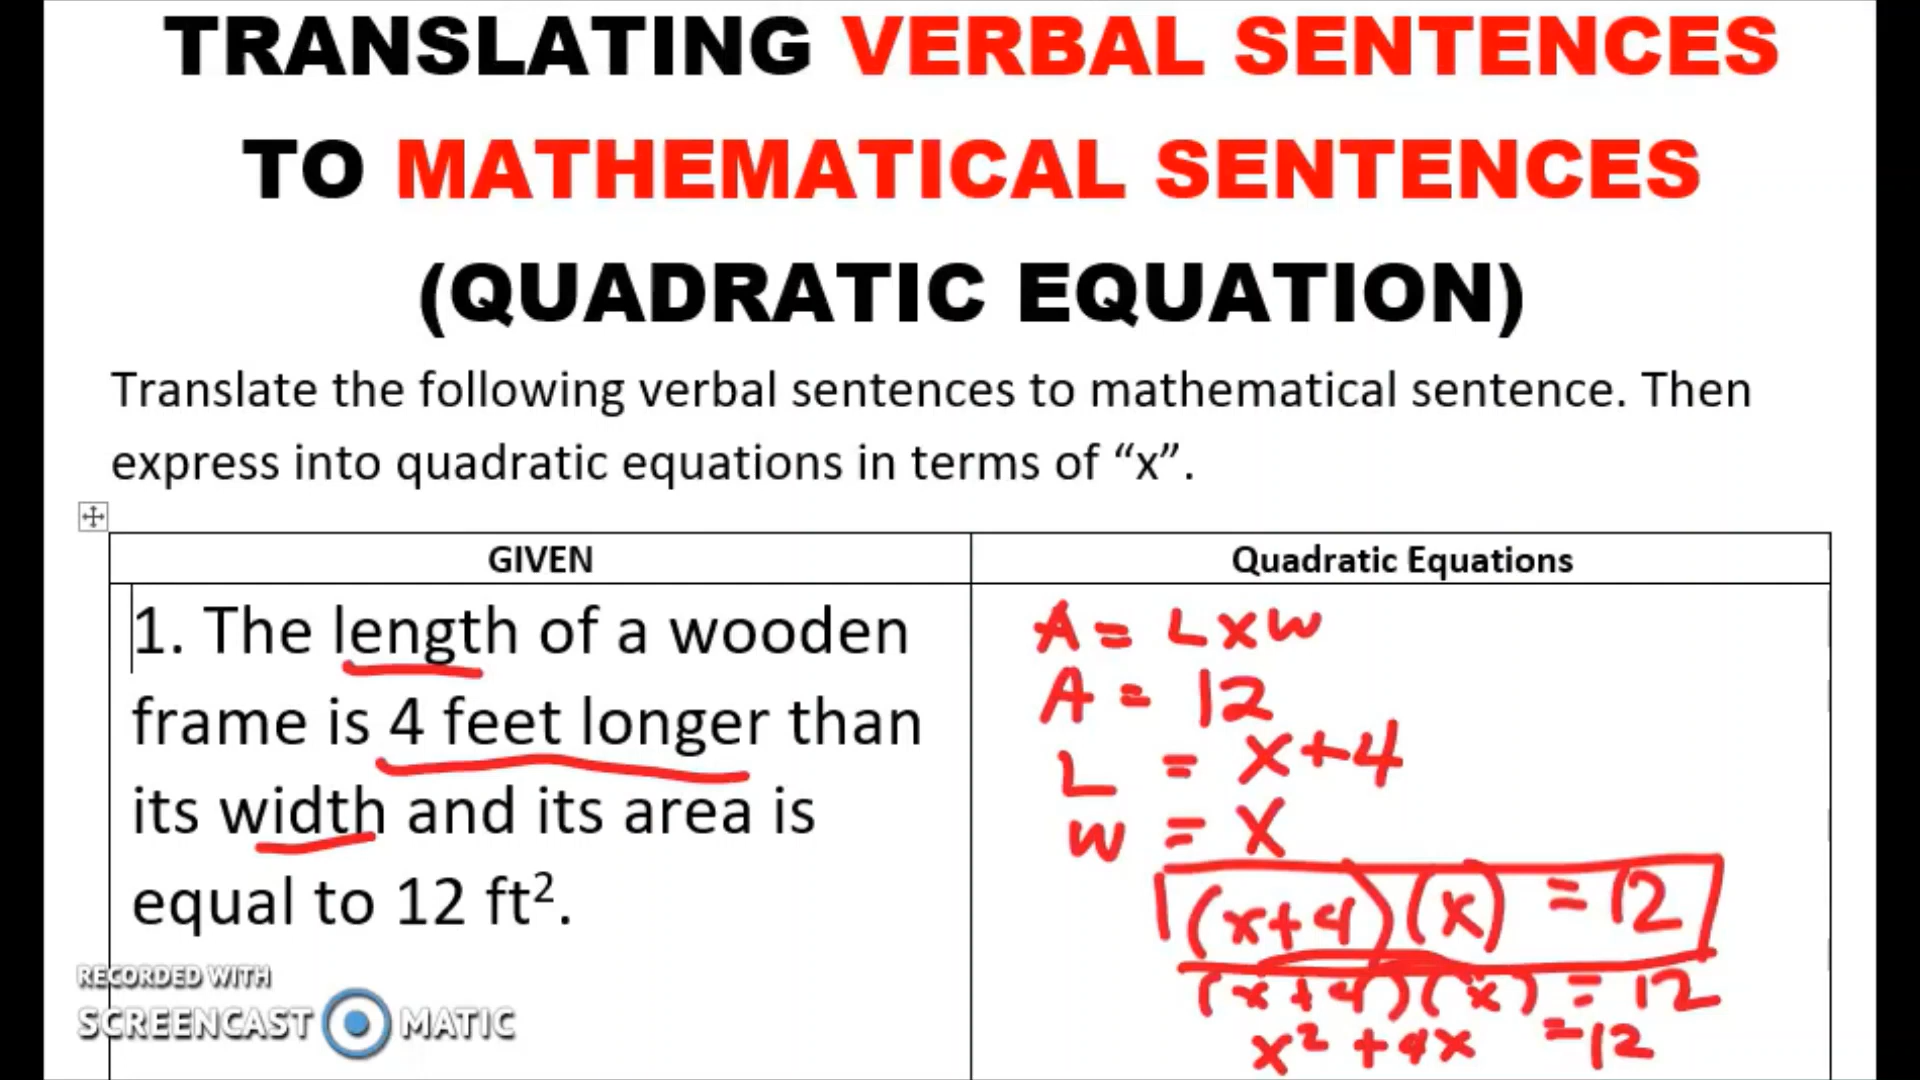 TRANSLATING VERBAL SENTENCES
TO MATHEMATICAL SENTENCES
(QUADRATIC EQUATION)
Translate the following verbal sentences to mathematical sentence. Then
express into quadratic equations in terms of “x”.
GIVEN
1. The length of a wooden
frame is 4 feet longer than
its width and its area is
equal to 12 ft².
Quadratic Equations
A = L x W
A = 12
L = x+4
W = x
(x+4)(x) = 12
(x+4)(x) = 12
x² + 4x = 12
RECORDED WITH
SCREENCAST MATIC